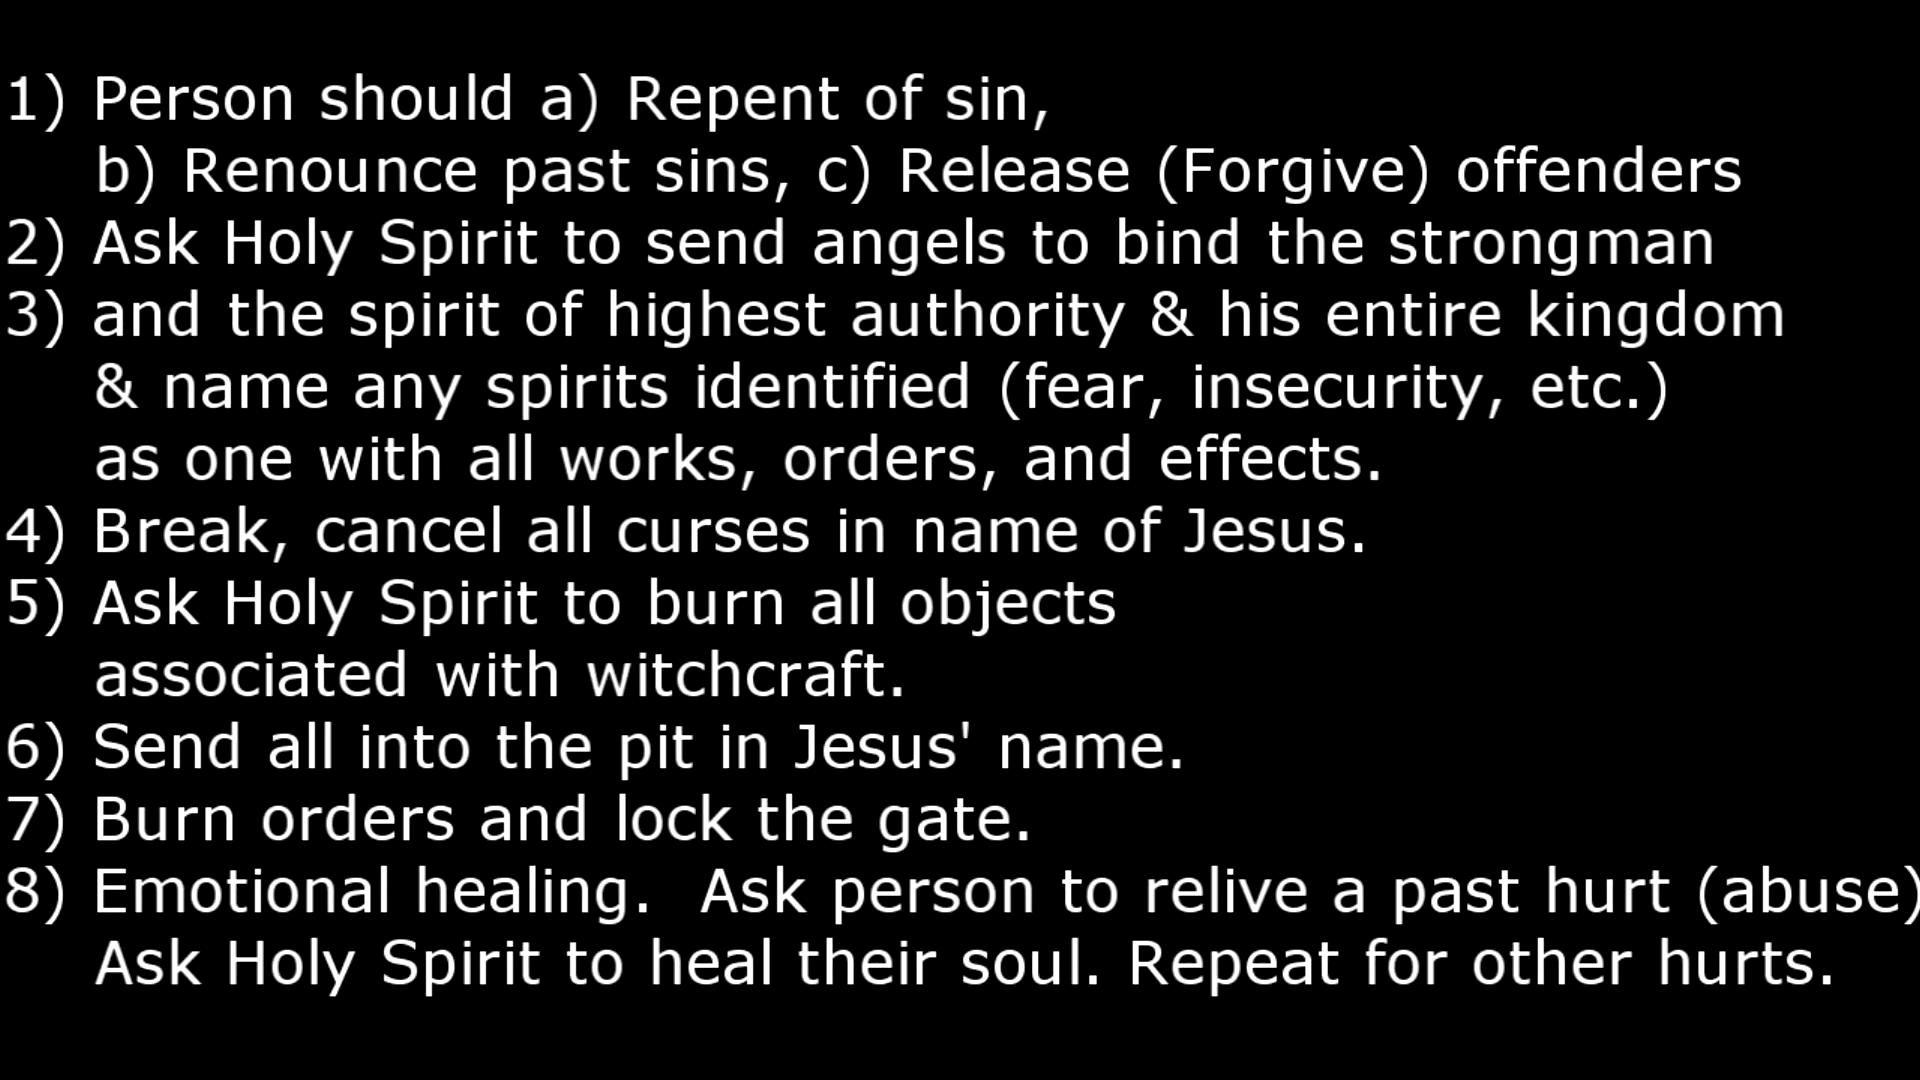 1) Person should a) Repent of sin,
b) Renounce past sins, c) Release (Forgive) offenders
2) Ask Holy Spirit to send angels to bind the strongman
3) and the spirit of highest authority & his entire kingdom
& name any spirits identified (fear, insecurity, etc.)
as one with all works, orders, and effects.
4) Break, cancel all curses in name of Jesus.
5) Ask Holy Spirit to burn all objects
associated with witchcraft.
6) Send all into the pit in Jesus' name.
7) Burn orders and lock the gate.
8) Emotional healing.  Ask person to relive a past hurt (abuse)
Ask Holy Spirit to heal their soul. Repeat for other hurts.